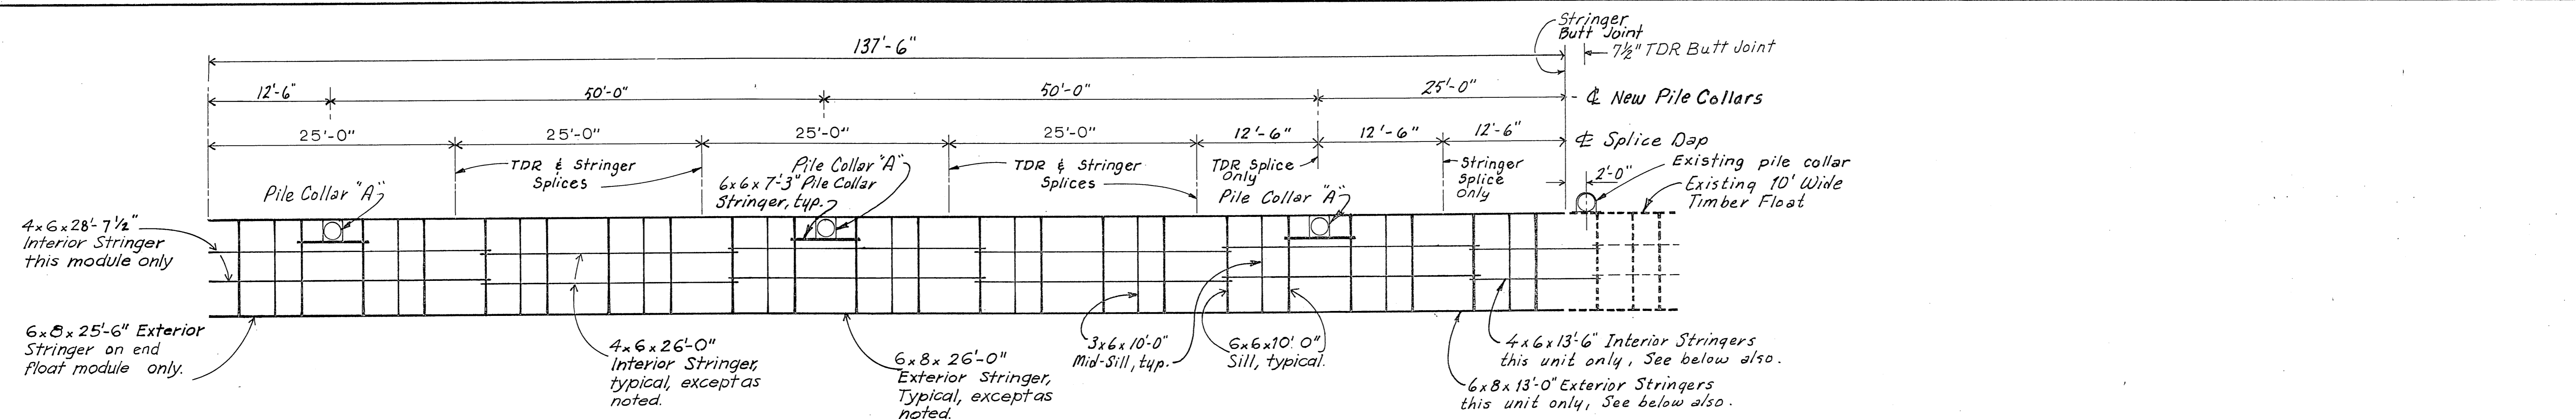 137'-6"
Stringer
Butt Joint
7½" TDR Butt Joint
12'-6"
50'-0"
50'-0"
25'-0"
℄ New Pile Collars
25'-0"
25'-0"
25'-0"
25'-0"
12'-6"
12'-6"
12'-6"
℄ Splice Dap
TDR & Stringer
Splices
Pile Collar "A"
6x6x7'-3" Pile Collar
Stringer, typ.
TDR & Stringer
Splices
TDR Splice
Only
Stringer
Splice
Only
2'-0"
Existing pile collar
Existing 10' Wide
Timber Float
Pile Collar "A"
Pile Collar "A"
4x6x28'-7½"
Interior Stringer
this module only
6x8x25'-6" Exterior
Stringer on end
float module only.
4x6x26'-0"
Interior Stringer,
typical, except as
noted.
6x8x26'-0"
Exterior Stringer,
Typical, except as
noted.
3x6x10'-0"
Mid-Sill, typ.
6x6x10' 0"
Sill, typical.
4x6x13'-6" Interior Stringers
this unit only, See below also.
6x8x13'-0" Exterior Stringers
this unit only, See below also.